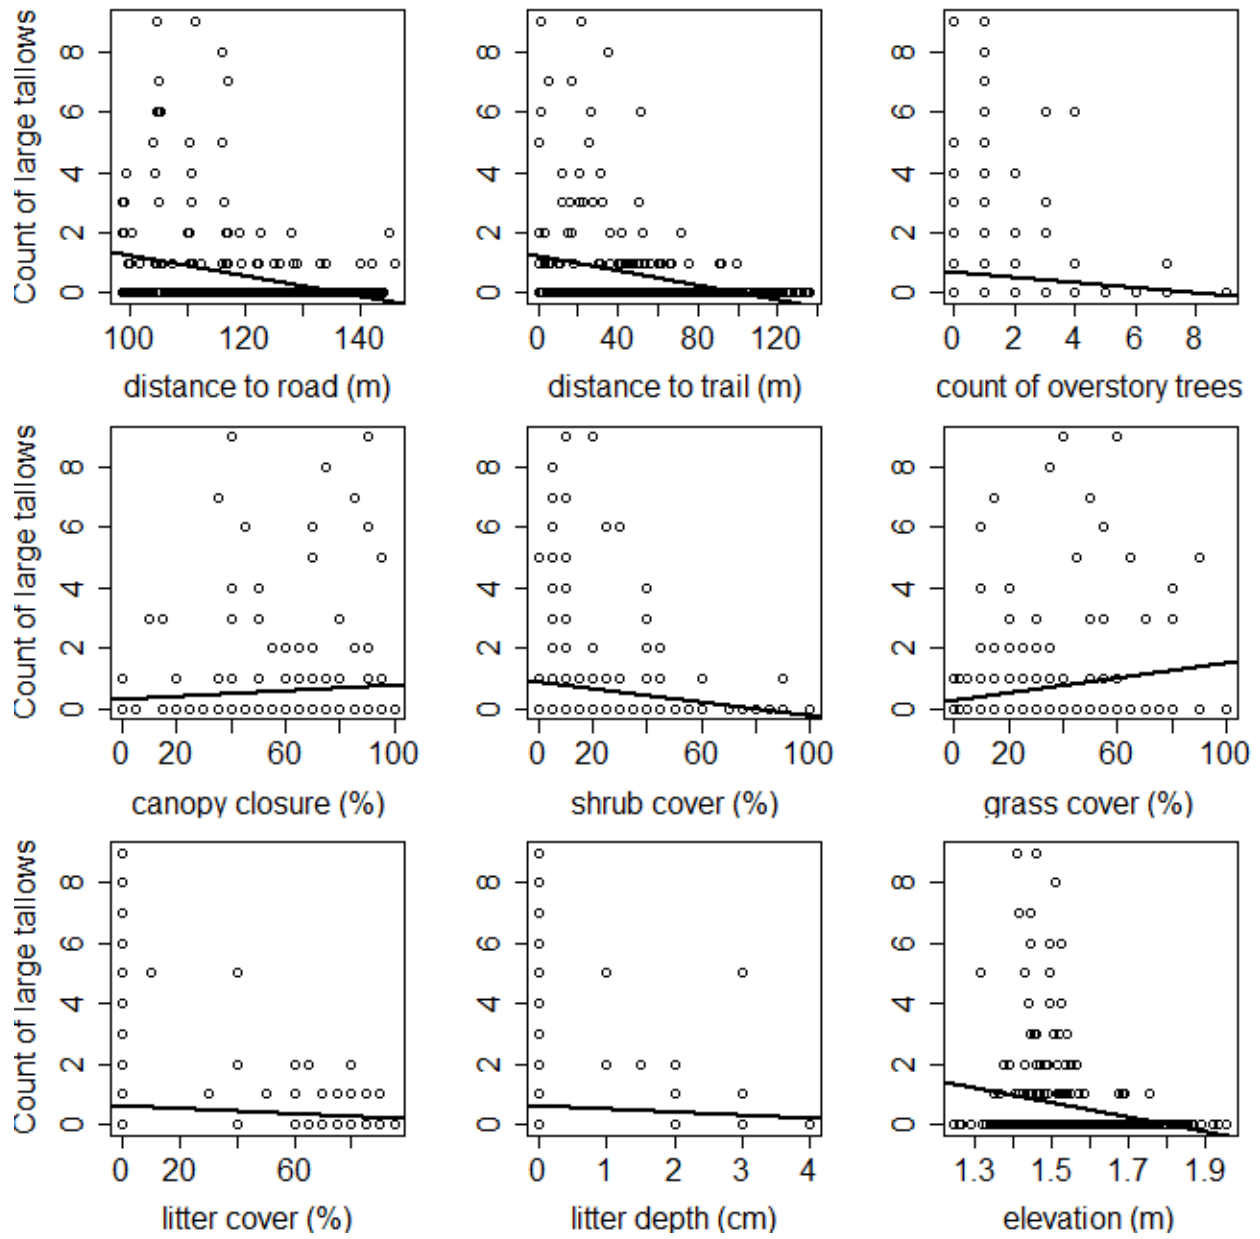 Count of large tallows
0 2 4 6 8
100 120 140
distance to road (m)
0 2 4 6 8
0 40 80 120
distance to trail (m)
0 2 4 6 8
0 2 4 6 8
count of overstory trees
Count of large tallows
0 2 4 6 8
0 20 60 100
canopy closure (%)
0 2 4 6 8
0 20 60 100
shrub cover (%)
0 2 4 6 8
0 20 60 100
grass cover (%)
Count of large tallows
0 2 4 6 8
0 20 60
litter cover (%)
0 2 4 6 8
0 1 2 3 4
litter depth (cm)
0 2 4 6 8
1.3 1.5 1.7 1.9
elevation (m)